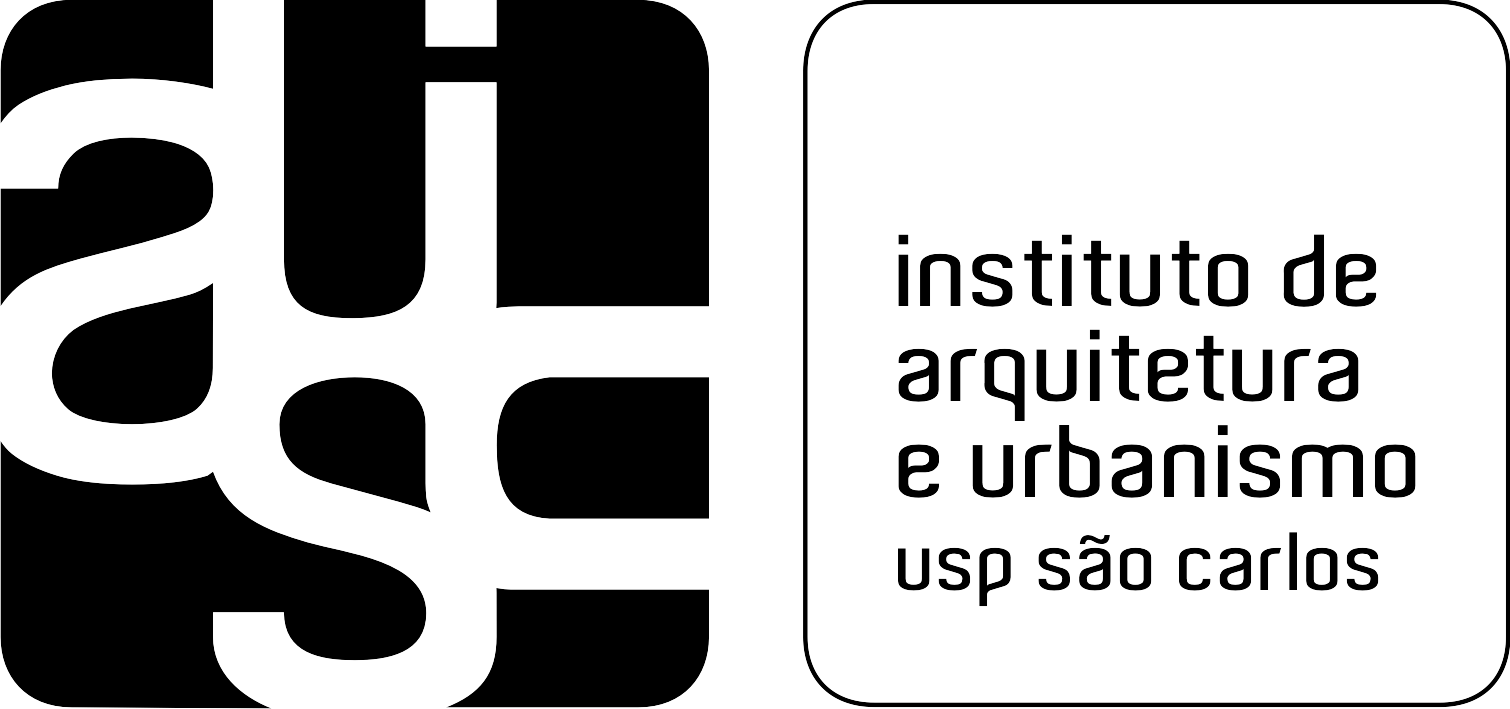 instituto de
arquitetura
e urbanismo
usp são carlos